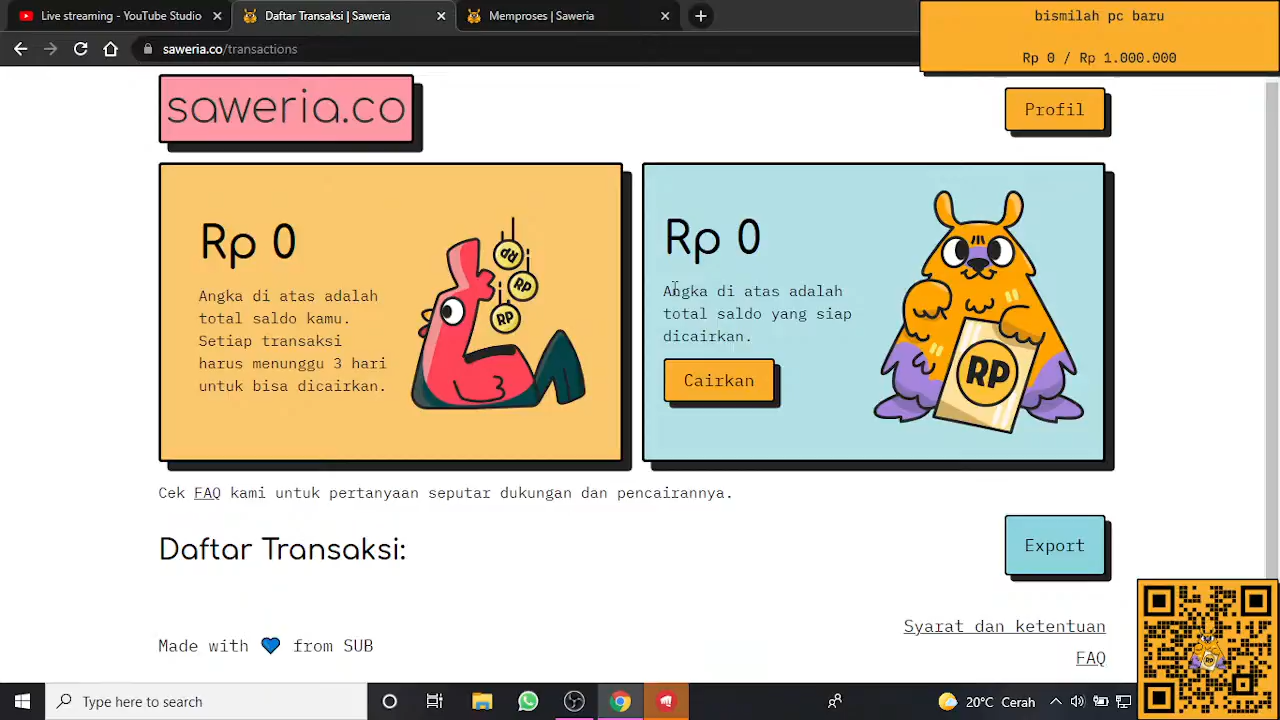 Live streaming - YouTube Studio
Daftar Transaksi | Saweria
Memproses | Saweria
saweria.co/transactions
bismilah pc baru
Rp 0 / Rp 1.000.000
saweria.co
Profil
Rp 0
Angka di atas adalah
total saldo kamu.
Setiap transaksi
harus menunggu 3 hari
untuk bisa dicairkan.
RP
RP
RP
Rp 0
Angka di atas adalah
total saldo yang siap
dicairkan.
Cairkan
RP
Cek FAQ kami untuk pertanyaan seputar dukungan dan pencairannya.
Daftar Transaksi:
Export
Syarat dan ketentuan
FAQ
Made with 💙 from SUB
Type here to search
20°C Cerah